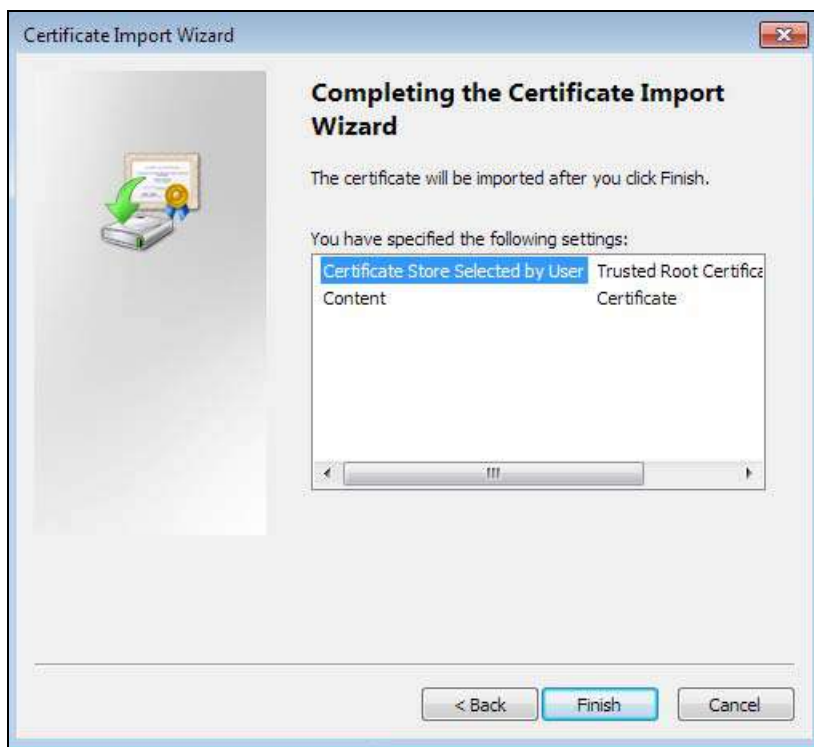 Certificate Import Wizard
Completing the Certificate Import
Wizard
The certificate will be imported after you click Finish.
You have specified the following settings:
Certificate Store Selected by User Trusted Root Certifica
Content Certificate
< Back Finish Cancel